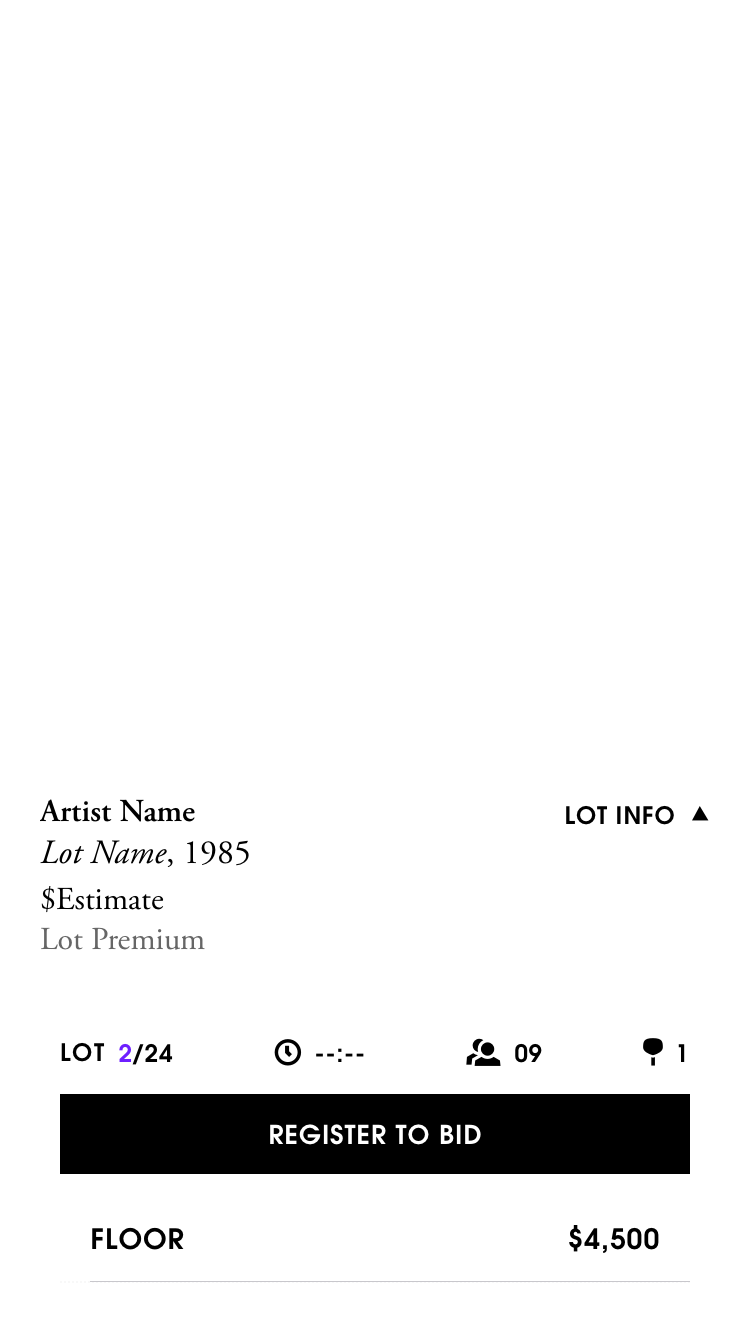 Artist Name
LOT INFO
Lot Name, 1985
$Estimate
Lot Premium
LOT 2/24
--:--
09
1
REGISTER TO BID
FLOOR
$4,500